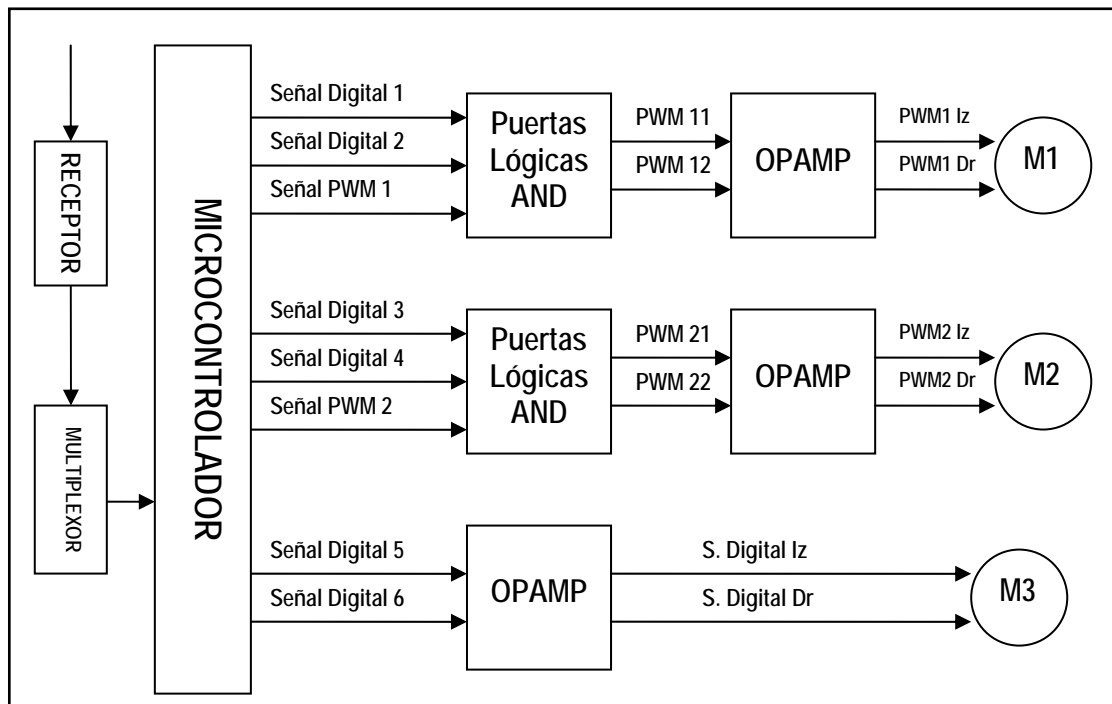 RECEPTOR
MULTIPLEXOR
MICROCONTROLADOR
Señal Digital 1
Señal Digital 2
Señal PWM 1
Puertas
Lógicas
AND
PWM 11
PWM 12
OPAMP
PWM1 Iz
PWM1 Dr
M1
Señal Digital 3
Señal Digital 4
Señal PWM 2
Puertas
Lógicas
AND
PWM 21
PWM 22
OPAMP
PWM2 Iz
PWM2 Dr
M2
Señal Digital 5
Señal Digital 6
OPAMP
S. Digital Iz
S. Digital Dr
M3